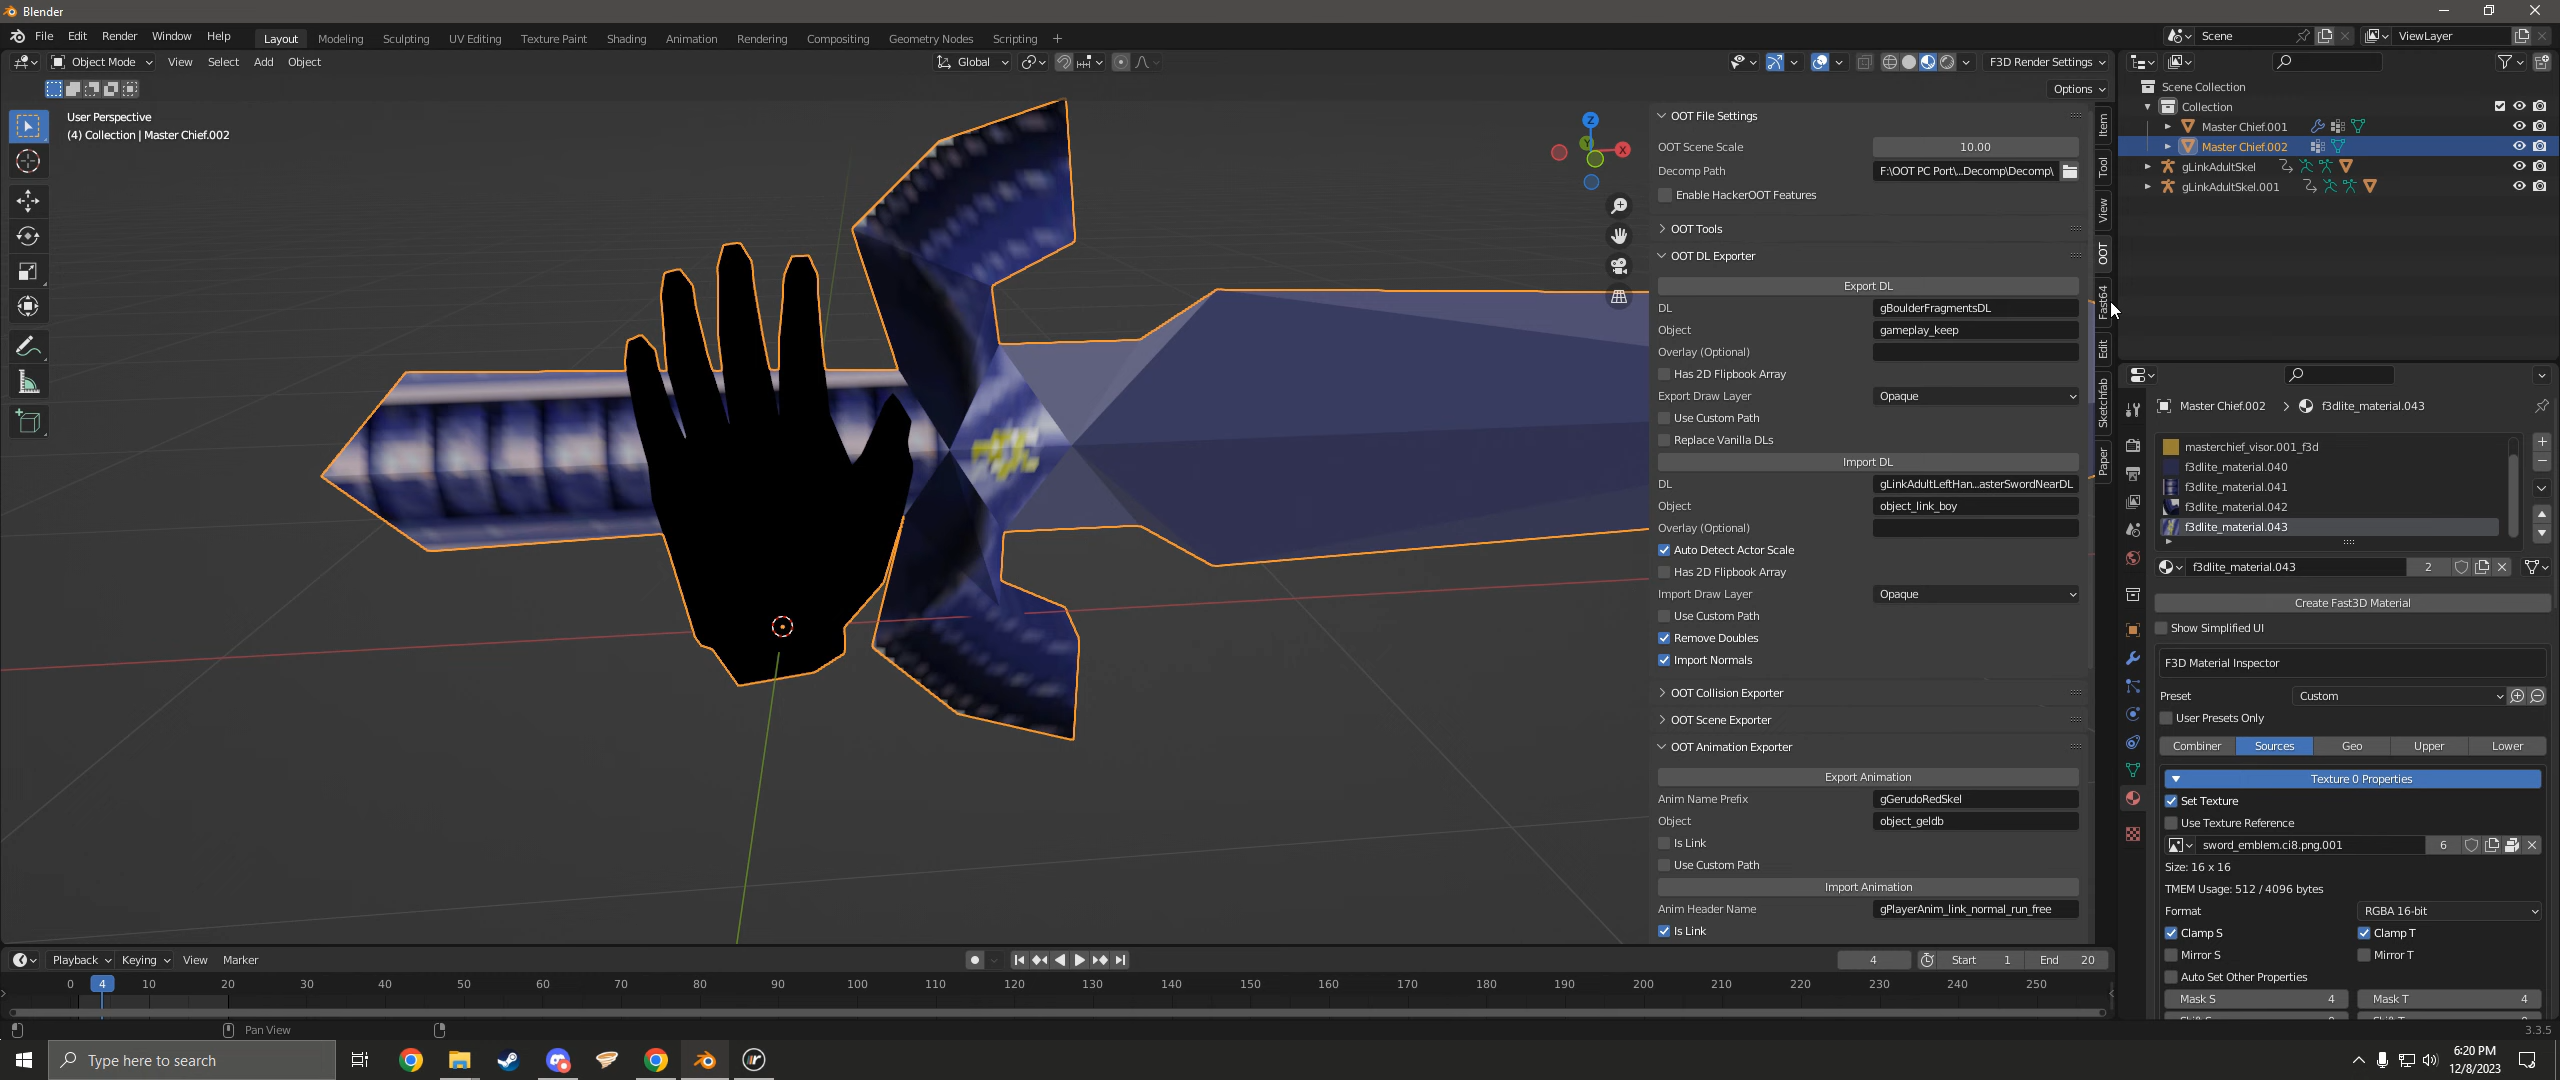 Blender
File Edit Render Window Help
Layout Modeling Sculpting UV Editing Texture Paint Shading Animation Rendering Compositing Geometry Nodes Scripting +
Scene
ViewLayer
Object Mode View Select Add Object
Global
F3D Render Settings
Options
User Perspective
(4) Collection | Master Chief.002
Z
Y
X
OOT File Settings
OOT Scene Scale 10.00
Decomp Path F:\OOT PC Port\...Decomp\Decomp\
Enable HackerOOT Features
OOT Tools
OOT DL Exporter
Export DL
DL gBoulderFragmentsDL
Object gameplay_keep
Overlay (Optional)
Has 2D Flipbook Array
Export Draw Layer Opaque
Use Custom Path
Replace Vanilla DLs
Import DL
DL gLinkAdultLeftHan...asterSwordNearDL
Object object_link_boy
Overlay (Optional)
Auto Detect Actor Scale
Has 2D Flipbook Array
Import Draw Layer Opaque
Use Custom Path
Remove Doubles
Import Normals
OOT Collision Exporter
OOT Scene Exporter
OOT Animation Exporter
Export Animation
Anim Name Prefix gGerudoRedSkel
Object object_geldb
Is Link
Use Custom Path
Import Animation
Anim Header Name gPlayerAnim_link_normal_run_free
Is Link
Item
Tool
View
OOT
Fast64
Edit
Sketchfab
Paper
Scene Collection
Collection
Master Chief.001
Master Chief.002
gLinkAdultSkel
gLinkAdultSkel.001
Master Chief.002 > f3dlite_material.043
masterchief_visor.001_f3d
f3dlite_material.040
f3dlite_material.041
f3dlite_material.042
f3dlite_material.043
f3dlite_material.043 2
Create Fast3D Material
Show Simplified UI
F3D Material Inspector
Preset Custom
User Presets Only
Combiner Sources Geo Upper Lower
Texture 0 Properties
Set Texture
Use Texture Reference
sword_emblem.ci8.png.001 6
Size: 16 x 16
TMEM Usage: 512 / 4096 bytes
Format RGBA 16-bit
Clamp S Clamp T
Mirror S Mirror T
Auto Set Other Properties
Mask S 4 Mask T 4
Playback Keying View Marker
4 Start 1 End 20
0 4 10 20 30 40 50 60 70 80 90 100 110 120 130 140 150 160 170 180 190 200 210 220 230 240 250
Pan View
3.3.5
Type here to search
6:20 PM
12/8/2023